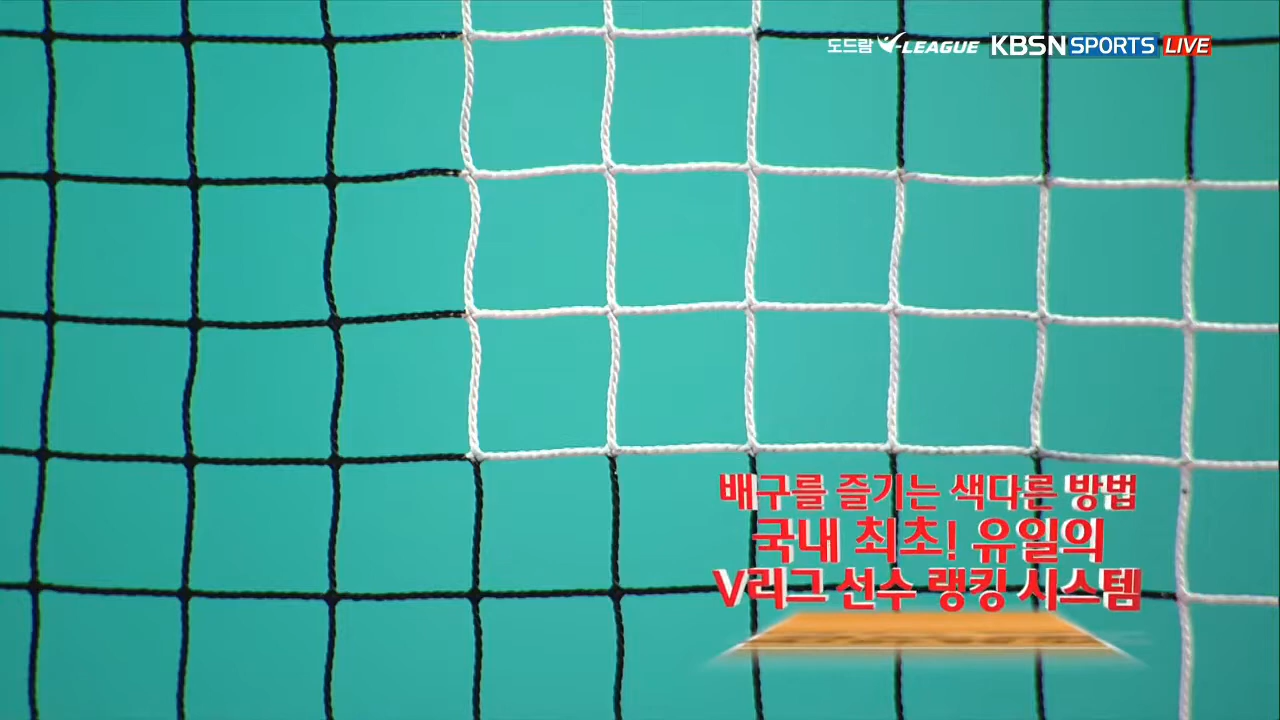 도드람 V-LEAGUE KBSN SPORTS LIVE
배구를 즐기는 색다른 방법
국내 최초! 유일의
V리그 선수 랭킹 시스템